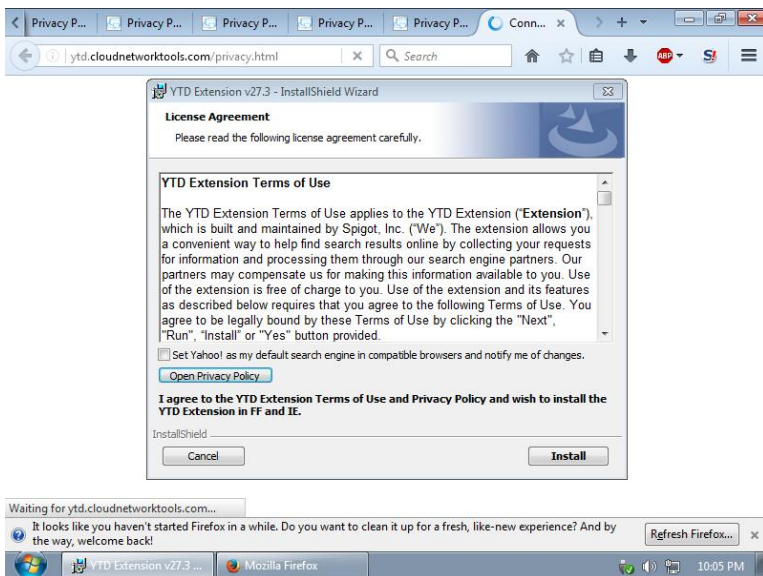 Privacy P... Privacy P... Privacy P... Privacy P... Privacy P... Conn...
ytd.cloudnetworktools.com/privacy.html Search ABP S!
YTD Extension v27.3 - InstallShield Wizard
License Agreement
Please read the following license agreement carefully.
YTD Extension Terms of Use
The YTD Extension Terms of Use applies to the YTD Extension (“Extension”),
which is built and maintained by Spigot, Inc. (“We”). The extension allows you
a convenient way to help find search results online by collecting your requests
for information and processing them through our search engine partners. Our
partners may compensate us for making this information available to you. Use
of the extension is free of charge to you. Use of the extension and its features
as described below requires that you agree to the following Terms of Use. You
agree to be legally bound by these Terms of Use by clicking the "Next",
"Run", “Install” or "Yes" button provided.
Set Yahoo! as my default search engine in compatible browsers and notify me of changes.
Open Privacy Policy
I agree to the YTD Extension Terms of Use and Privacy Policy and wish to install the
YTD Extension in FF and IE.
InstallShield
Cancel Install
Waiting for ytd.cloudnetworktools.com...
It looks like you haven't started Firefox in a while. Do you want to clean it up for a fresh, like-new experience? And by
the way, welcome back!
Refresh Firefox...
YTD Extension v27.3 ... Mozilla Firefox 10:05 PM